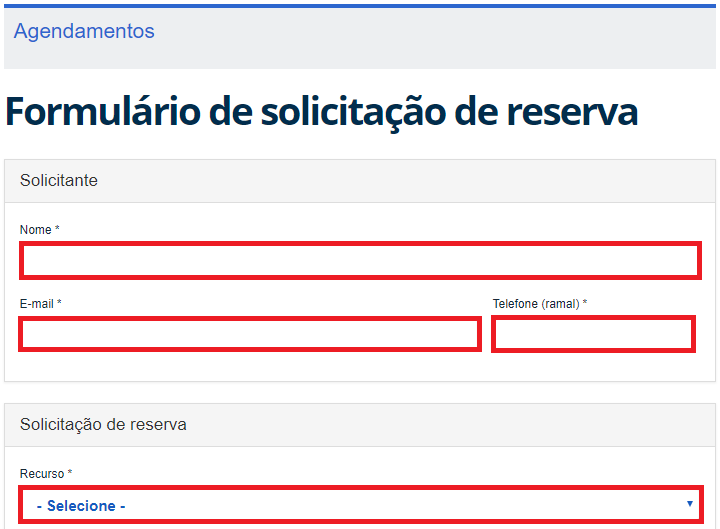 Agendamentos
Formulário de solicitação de reserva
Solicitante
Nome *
E-mail * Telefone (ramal) *
Solicitação de reserva
Recurso *
- Selecione -